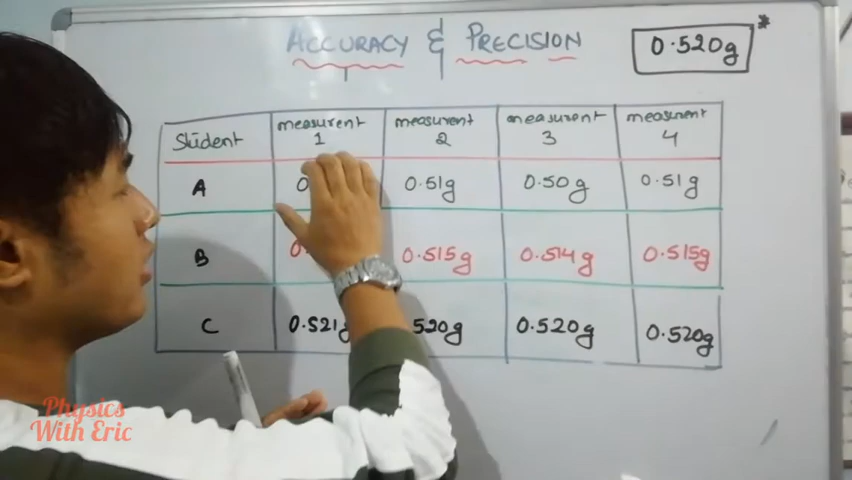 ACCURACY & PRECISION
0.520g*
Student measurent 1 measurent 2 measurent 3 measurent 4
A 0.51g 0.50g 0.51g
B 0.515g 0.514g 0.515g
C 0.521g 520g 0.520g 0.520g
Physics
With Eric